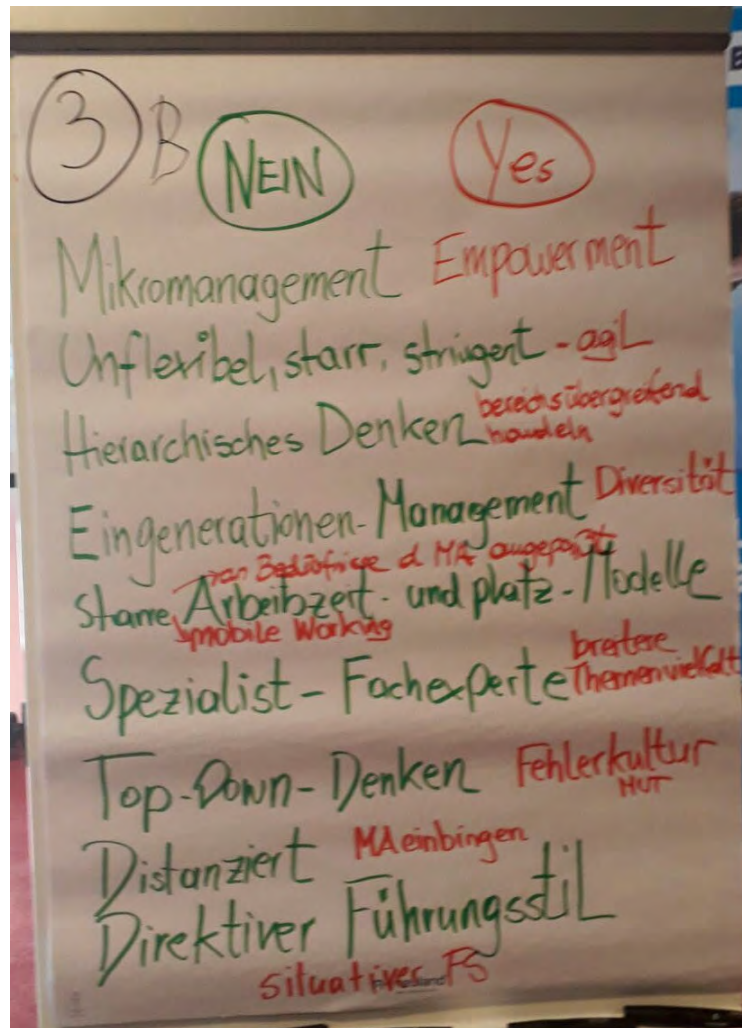 3 B NEIN Yes
Mikromanagement Empowerment
Unflexibel, starr, stringent - agil
Hierarchisches Denken bereichsübergreifend
handeln
Eingenerationen-Management Diversität
an Bedürfnisse d MA angepaßt
starre Arbeitszeit- und platz-Modelle
mobile Working
Spezialist - Fachexperte breitere
Themenvielfalt
Top-Down-Denken Fehlerkultur
MUT
Distanziert MA einbingen
Direktiver Führungsstil
situativer FS